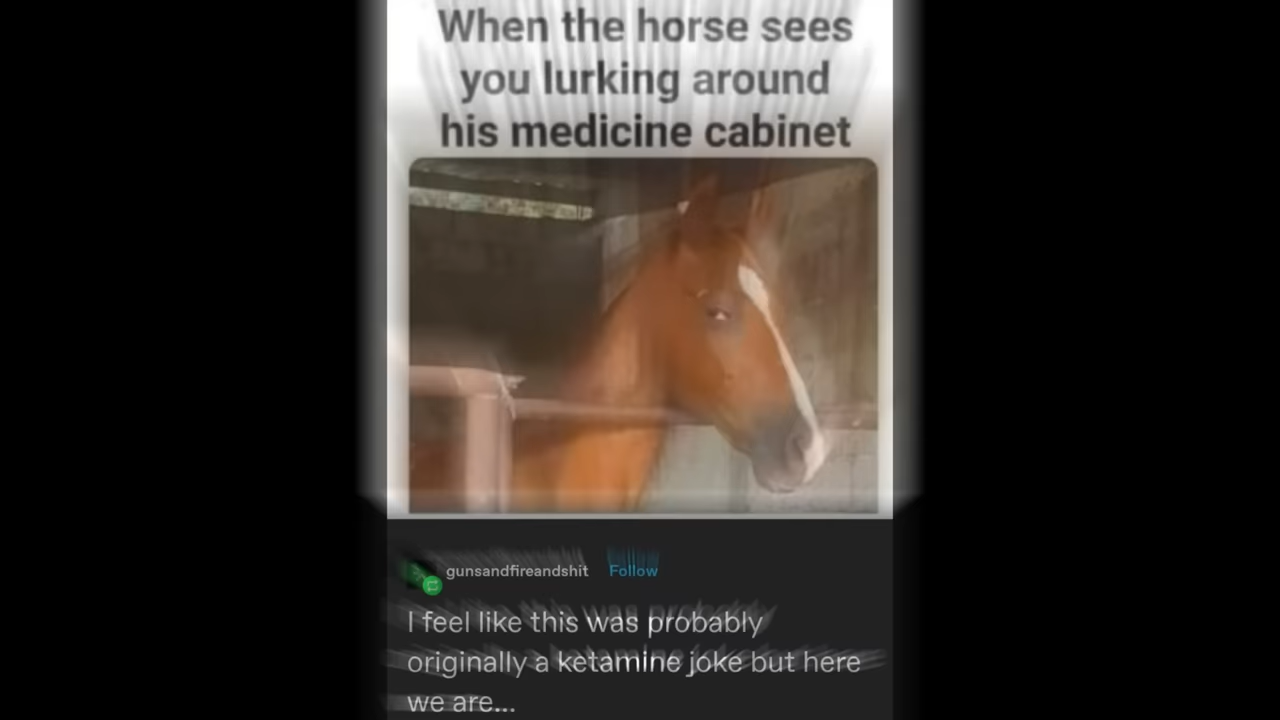 When the horse sees
you lurking around
his medicine cabinet
gunsandfireandshit Follow
I feel like this was probably
originally a ketamine joke but here
we are...